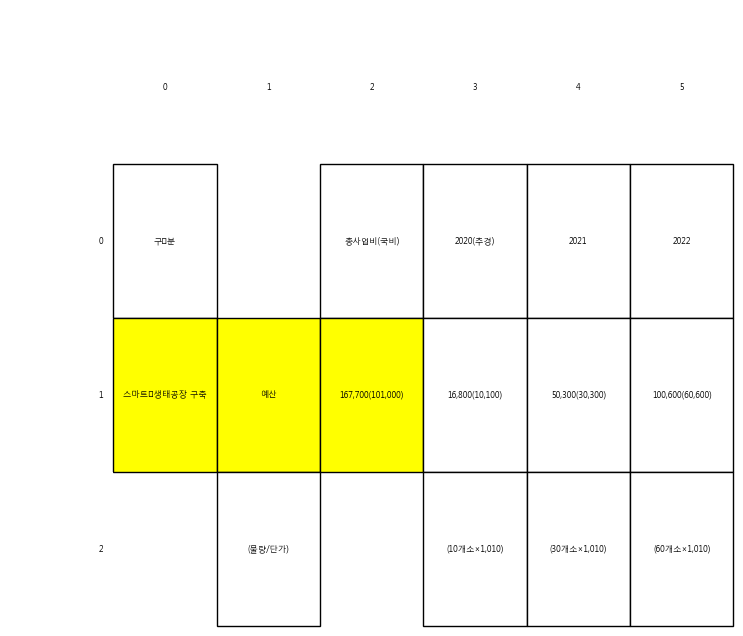 0 1 2 3 4 5
0 구분 총사업비(국비) 2020(추경) 2021 2022
1 스마트 생태공장 구축 예산 167,700(101,000) 16,800(10,100) 50,300(30,300) 100,600(60,600)
2 (물량/단가) (10개소×1,010) (30개소×1,010) (60개소×1,010)